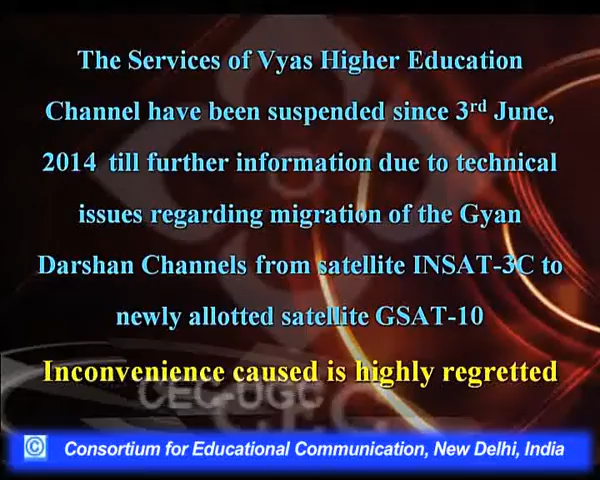 The Services of Vyas Higher Education
Channel have been suspended since 3rd June,
2014 till further information due to technical
issues regarding migration of the Gyan
Darshan Channels from satellite INSAT-3C to
newly allotted satellite GSAT-10
Inconvenience caused is highly regretted
CEC-UGC
CEC
© Consortium for Educational Communication, New Delhi, India